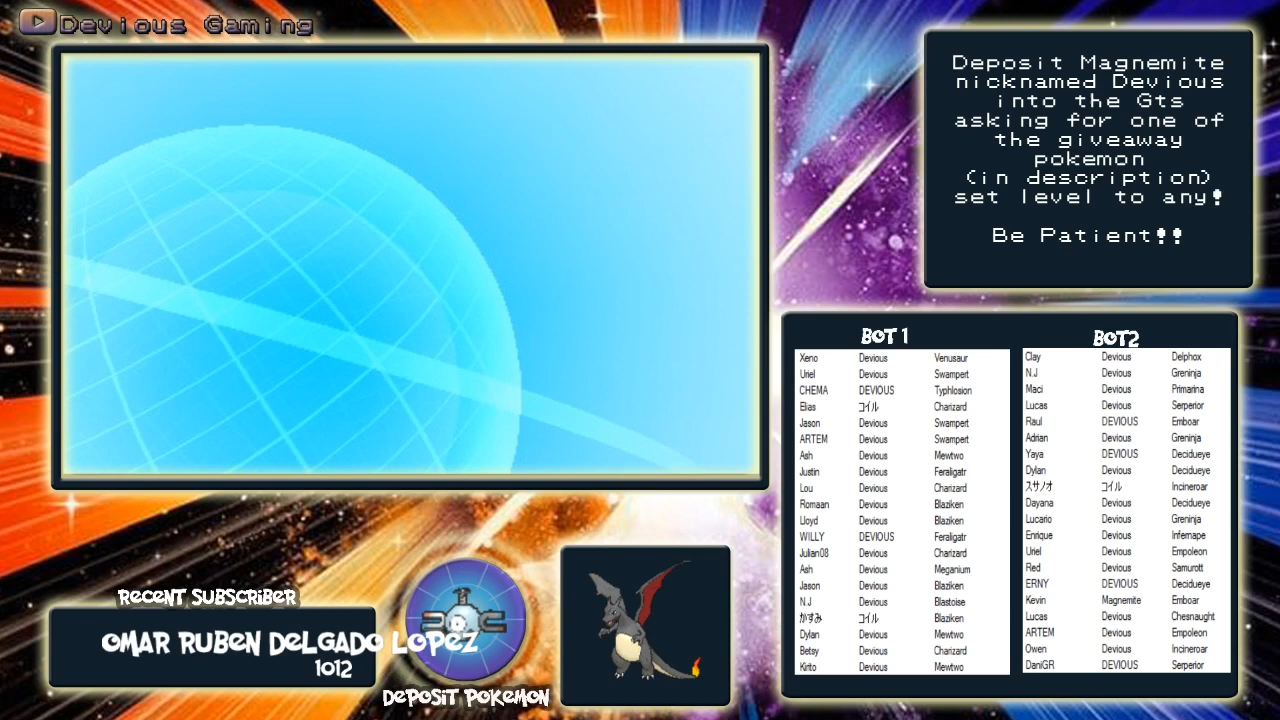 Devious Gaming
Deposit Magnemite
nicknamed Devious
into the Gts
asking for one of
the giveaway
pokemon
(in description)
set level to any!
Be Patient!!
BOT 1
Xeno Devious Venusaur
Uriel Devious Swampert
CHEMA DEVIOUS Typhlosion
Elias コイル Charizard
Jason Devious Swampert
ARTEM Devious Swampert
Ash Devious Mewtwo
Justin Devious Feraligatr
Lou Devious Charizard
Romaan Devious Blaziken
Lloyd Devious Blaziken
WILLY DEVIOUS Feraligatr
Julian08 Devious Charizard
Ash Devious Meganium
Jason Devious Blaziken
N.J Devious Blastoise
かすみ コイル Blaziken
Dylan Devious Mewtwo
Betsy Devious Charizard
Kirito Devious Mewtwo
BOT2
Clay Devious Delphox
N.J Devious Greninja
Maci Devious Primarina
Lucas Devious Serperior
Raul DEVIOUS Emboar
Adrian Devious Greninja
Yaya DEVIOUS Decidueye
Dylan Devious Decidueye
スサノオ コイル Incineroar
Dayana Devious Decidueye
Lucario Devious Greninja
Enrique Devious Infernape
Uriel Devious Empoleon
Red Devious Samurott
ERNY DEVIOUS Decidueye
Kevin Magnemite Emboar
Lucas Devious Chesnaught
ARTEM Devious Empoleon
Owen Devious Incineroar
DaniGR DEVIOUS Serperior
RECENT SUBSCRIBER
OMAR RUBEN DELGADO LOPEZ
1012
DEPOSIT POKEMON